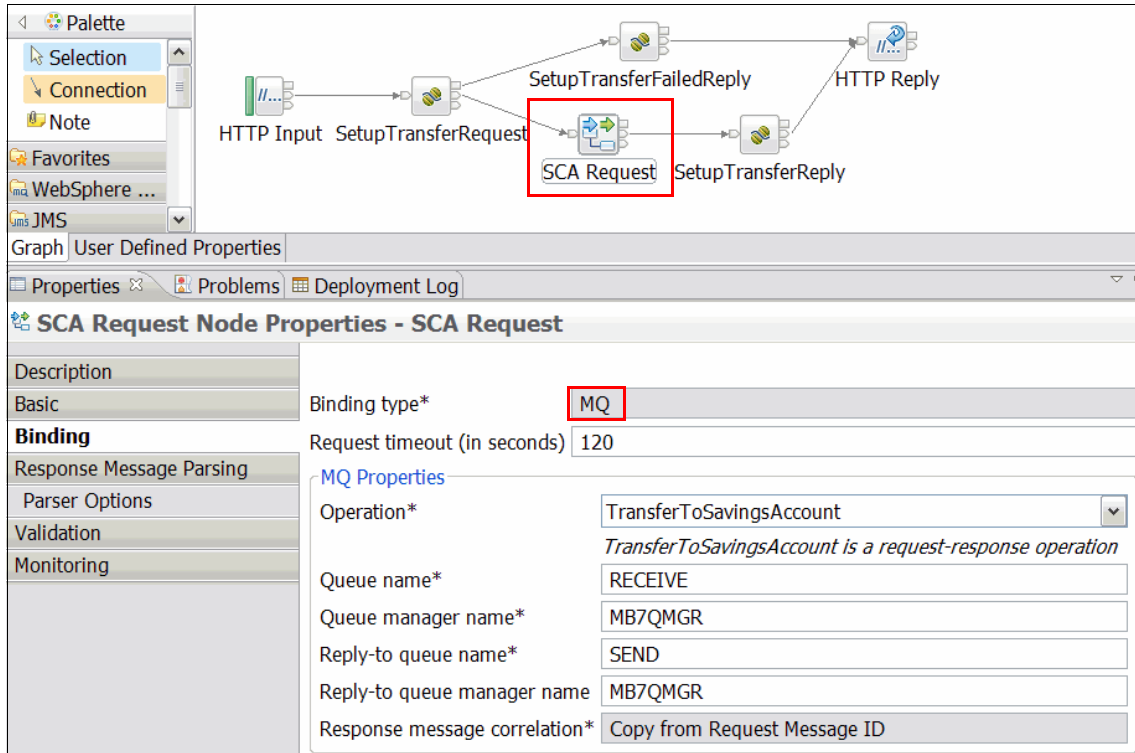 Palette
Selection
Connection
Note
Favorites
WebSphere ...
JMS
HTTP Input
SetupTransferRequest
SetupTransferFailedReply
HTTP Reply
SCA Request
SetupTransferReply
Graph User Defined Properties
Properties Problems Deployment Log
SCA Request Node Properties - SCA Request
Description
Basic
Binding
Response Message Parsing
Parser Options
Validation
Monitoring
Binding type* MQ
Request timeout (in seconds) 120
MQ Properties
Operation* TransferToSavingsAccount
TransferToSavingsAccount is a request-response operation
Queue name* RECEIVE
Queue manager name* MB7QMGR
Reply-to queue name* SEND
Reply-to queue manager name MB7QMGR
Response message correlation* Copy from Request Message ID